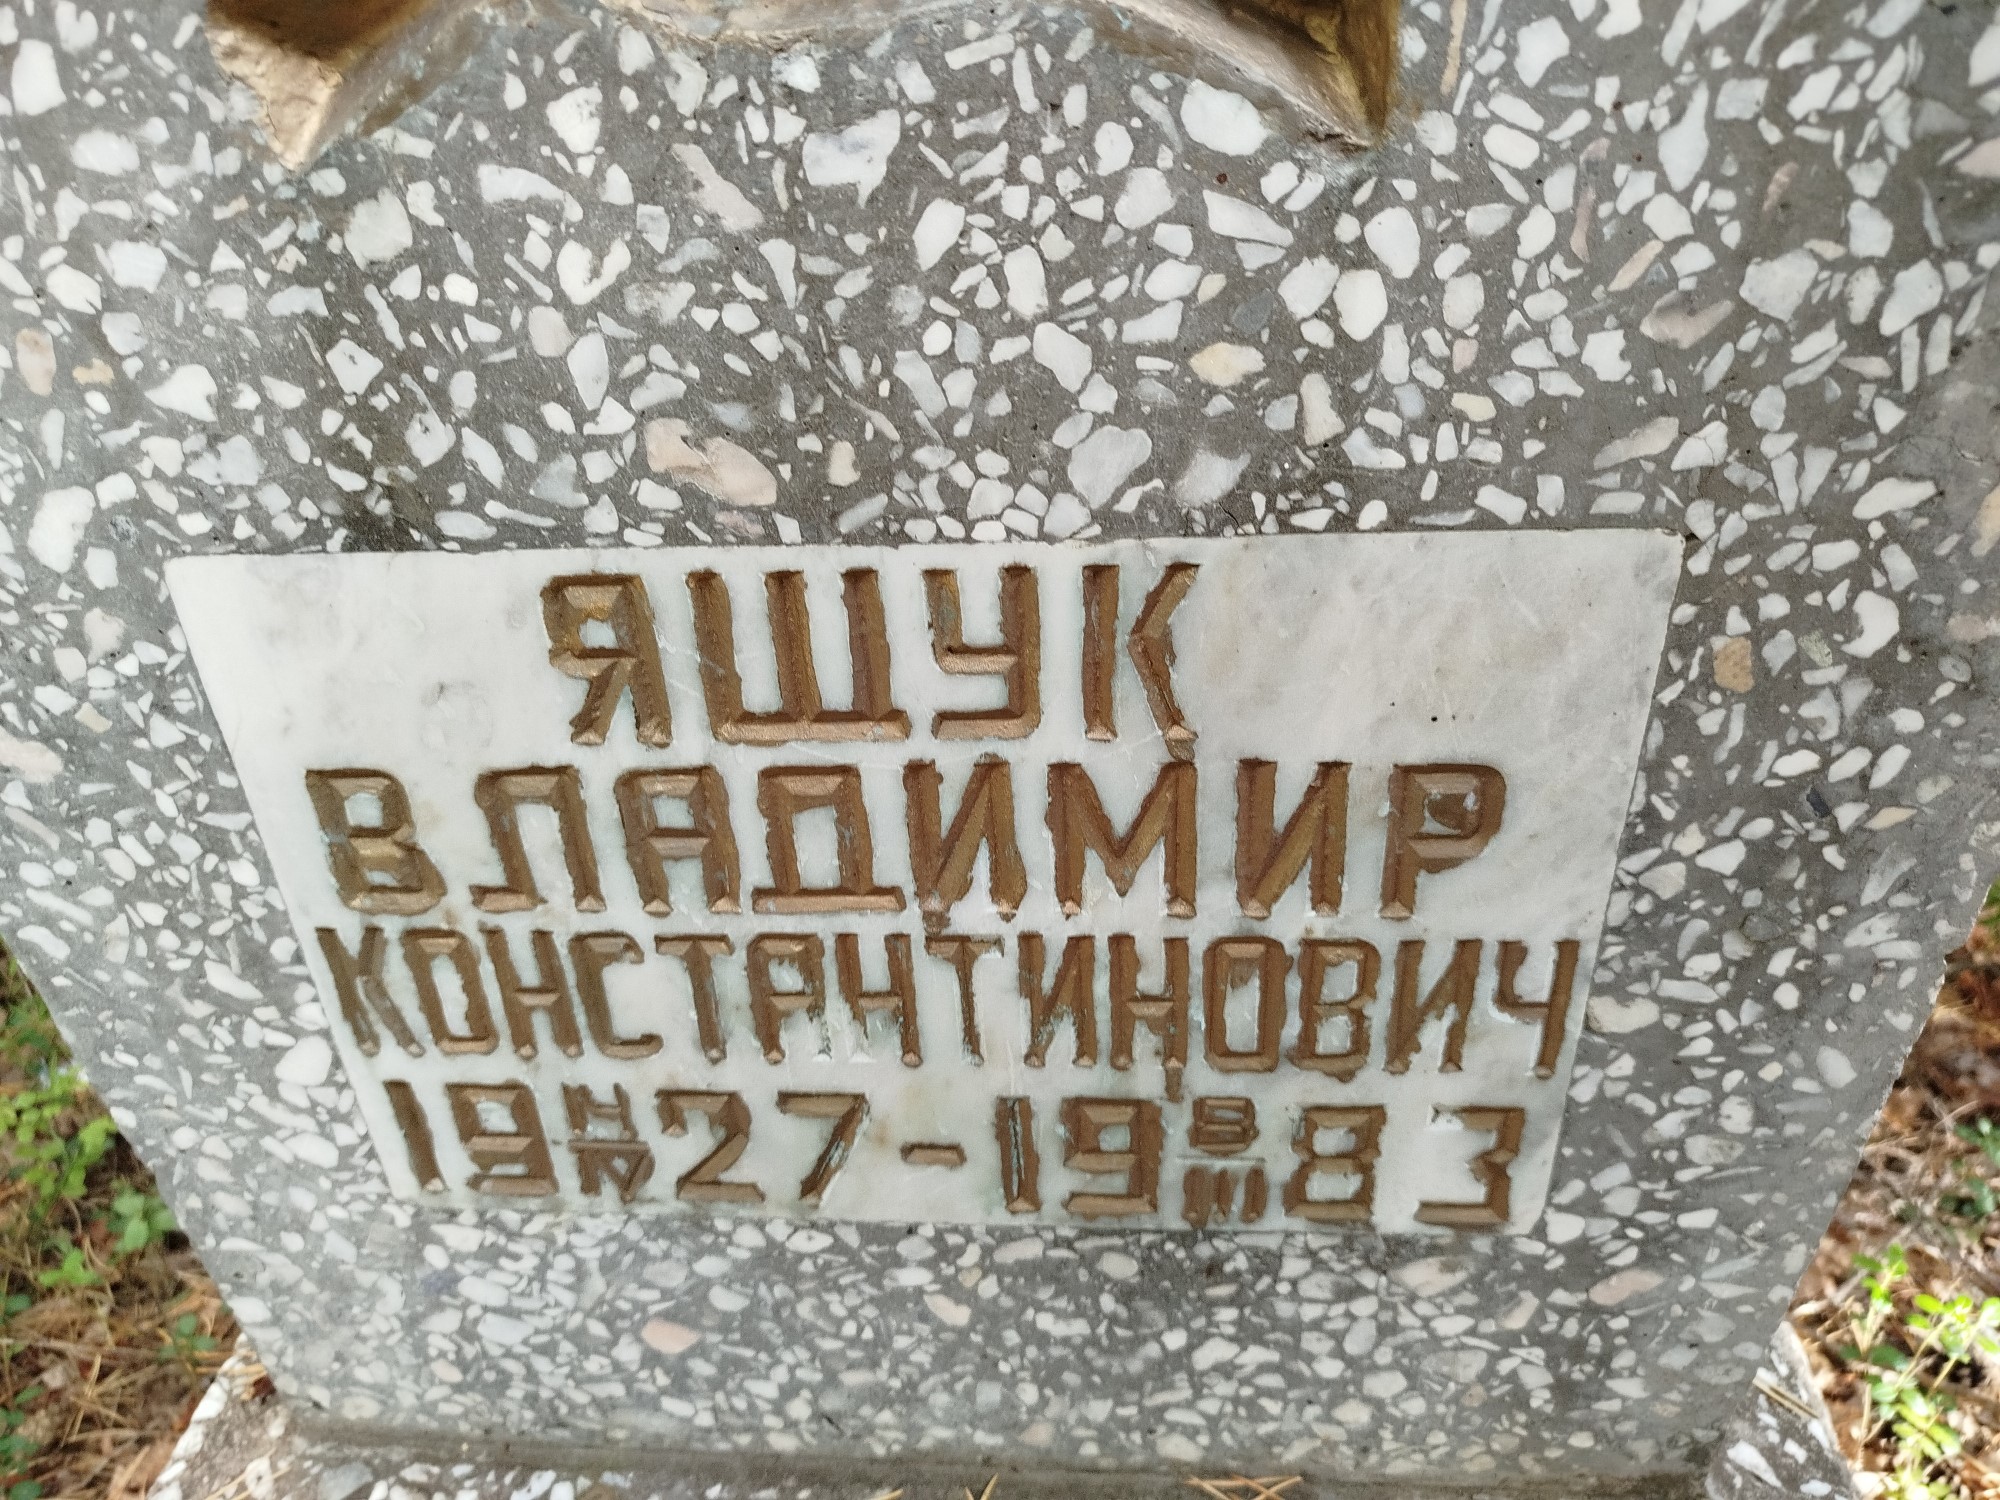 ЯЩУК
ВЛАДИМИР
КОНСТАНТИНОВИЧ
1927-1983